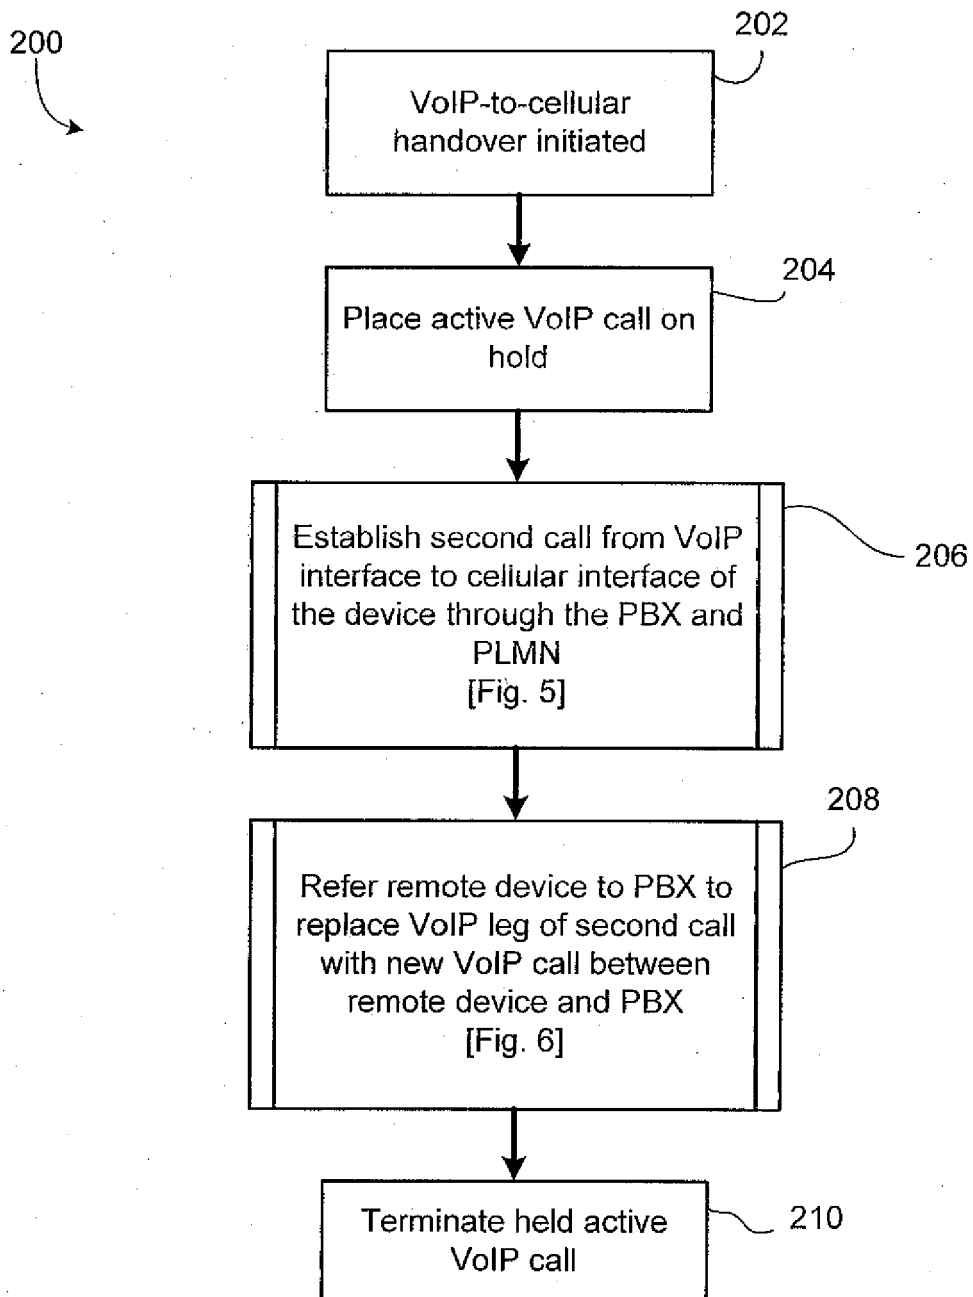 200
202
VoIP-to-cellular
handover initiated
204
Place active VoIP call on
hold
206
Establish second call from VoIP
interface to cellular interface of
the device through the PBX and
PLMN
[Fig. 5]
208
Refer remote device to PBX to
replace VoIP leg of second call
with new VoIP call between
remote device and PBX
[Fig. 6]
210
Terminate held active
VoIP call